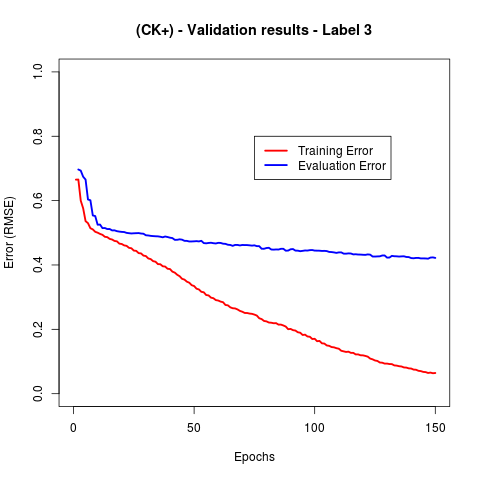 (CK+) - Validation results - Label 3
1.0
0.8
0.6
0.4
0.2
0.0
Error (RMSE)
Training Error
Evaluation Error
0 50 100 150
Epochs